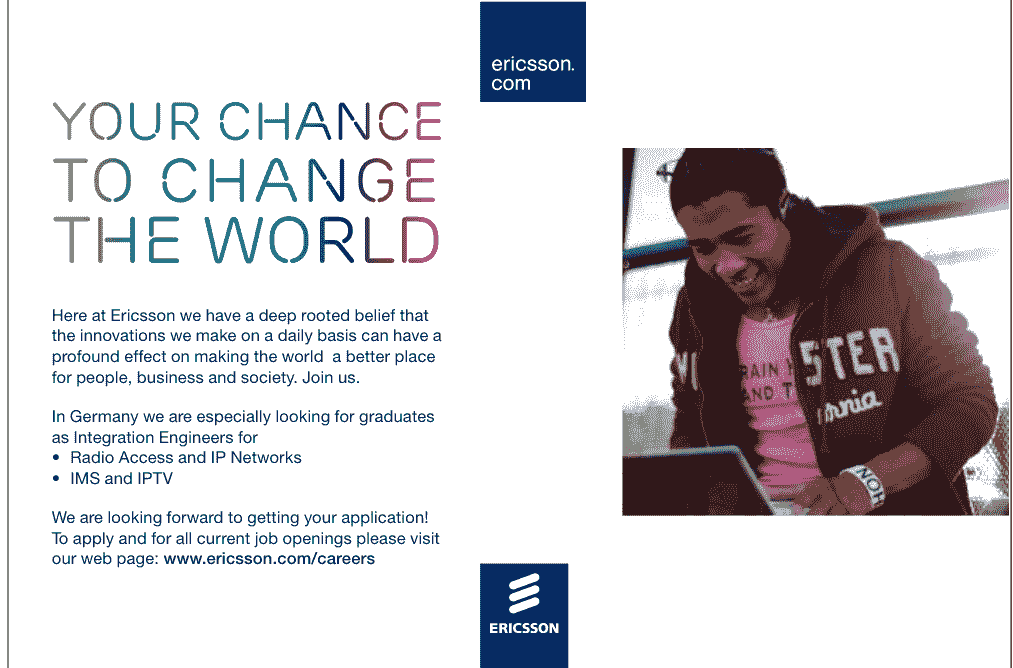 YOUR CHANCE
TO CHANGE
THE WORLD
Here at Ericsson we have a deep rooted belief that
the innovations we make on a daily basis can have a
profound effect on making the world a better place
for people, business and society. Join us.
In Germany we are especially looking for graduates
as Integration Engineers for
• Radio Access and IP Networks
• IMS and IPTV
We are looking forward to getting your application!
To apply and for all current job openings please visit
our web page: www.ericsson.com/careers
ericsson.
com
STER
RAIN
AND T
HON
ERICSSON